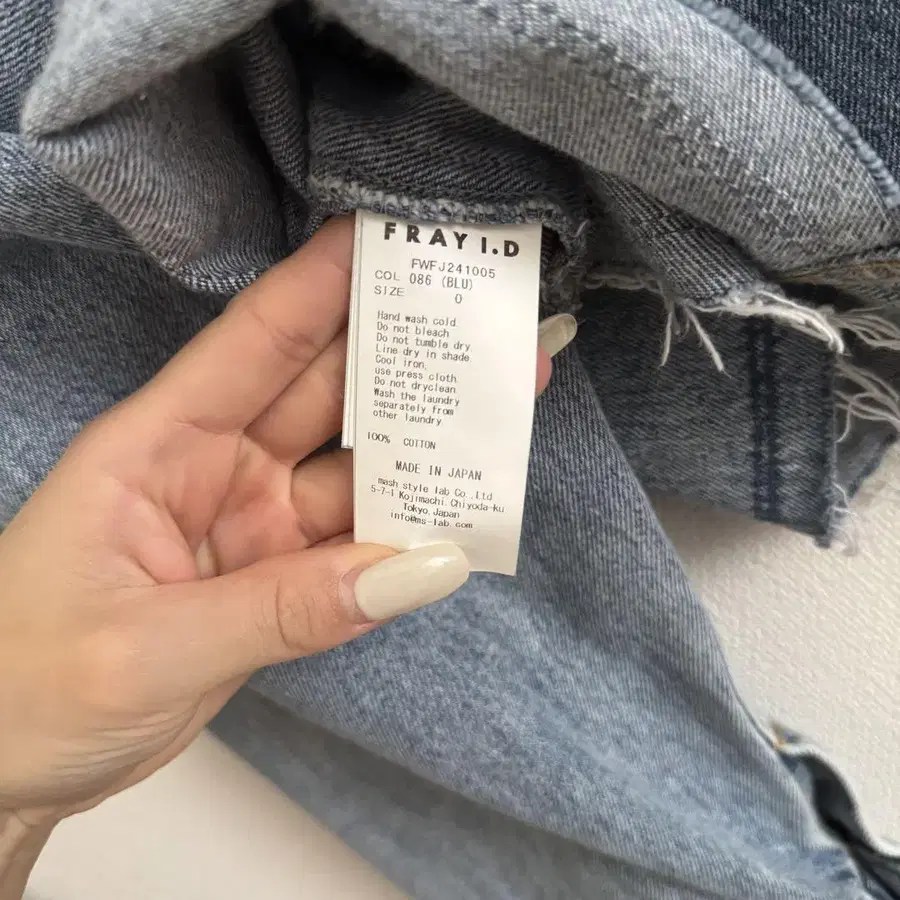 FRAY I.D
FWFJ241005
COL 086 (BLU)
SIZE 0
Hand wash cold.
Do not bleach
Do not tumble dry.
Line dry in shade.
Cool iron,
use press cloth.
Do not dryclean.
Wash the laundry
separately from
other laundry.
100% COTTON
MADE IN JAPAN
mash style lab Co.,Ltd
5-7-1 Kojimachi,Chiyoda-ku
Tokyo,Japan
info@ms-lab.com